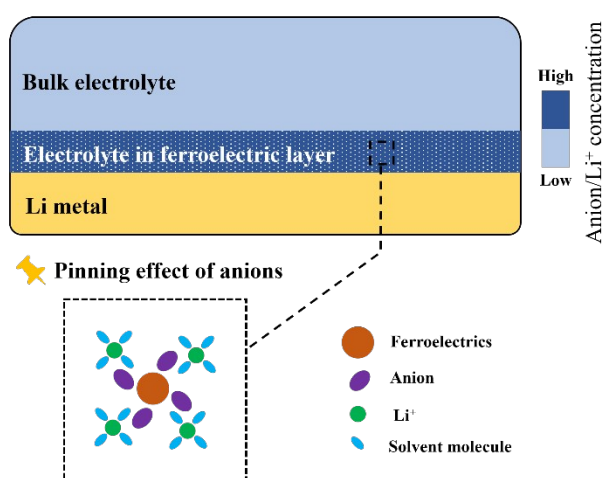 Bulk electrolyte
Electrolyte in ferroelectric layer
Li metal
High
Low
Anion/Li⁺ concentration
Pinning effect of anions
Ferroelectrics
Anion
Li⁺
Solvent molecule